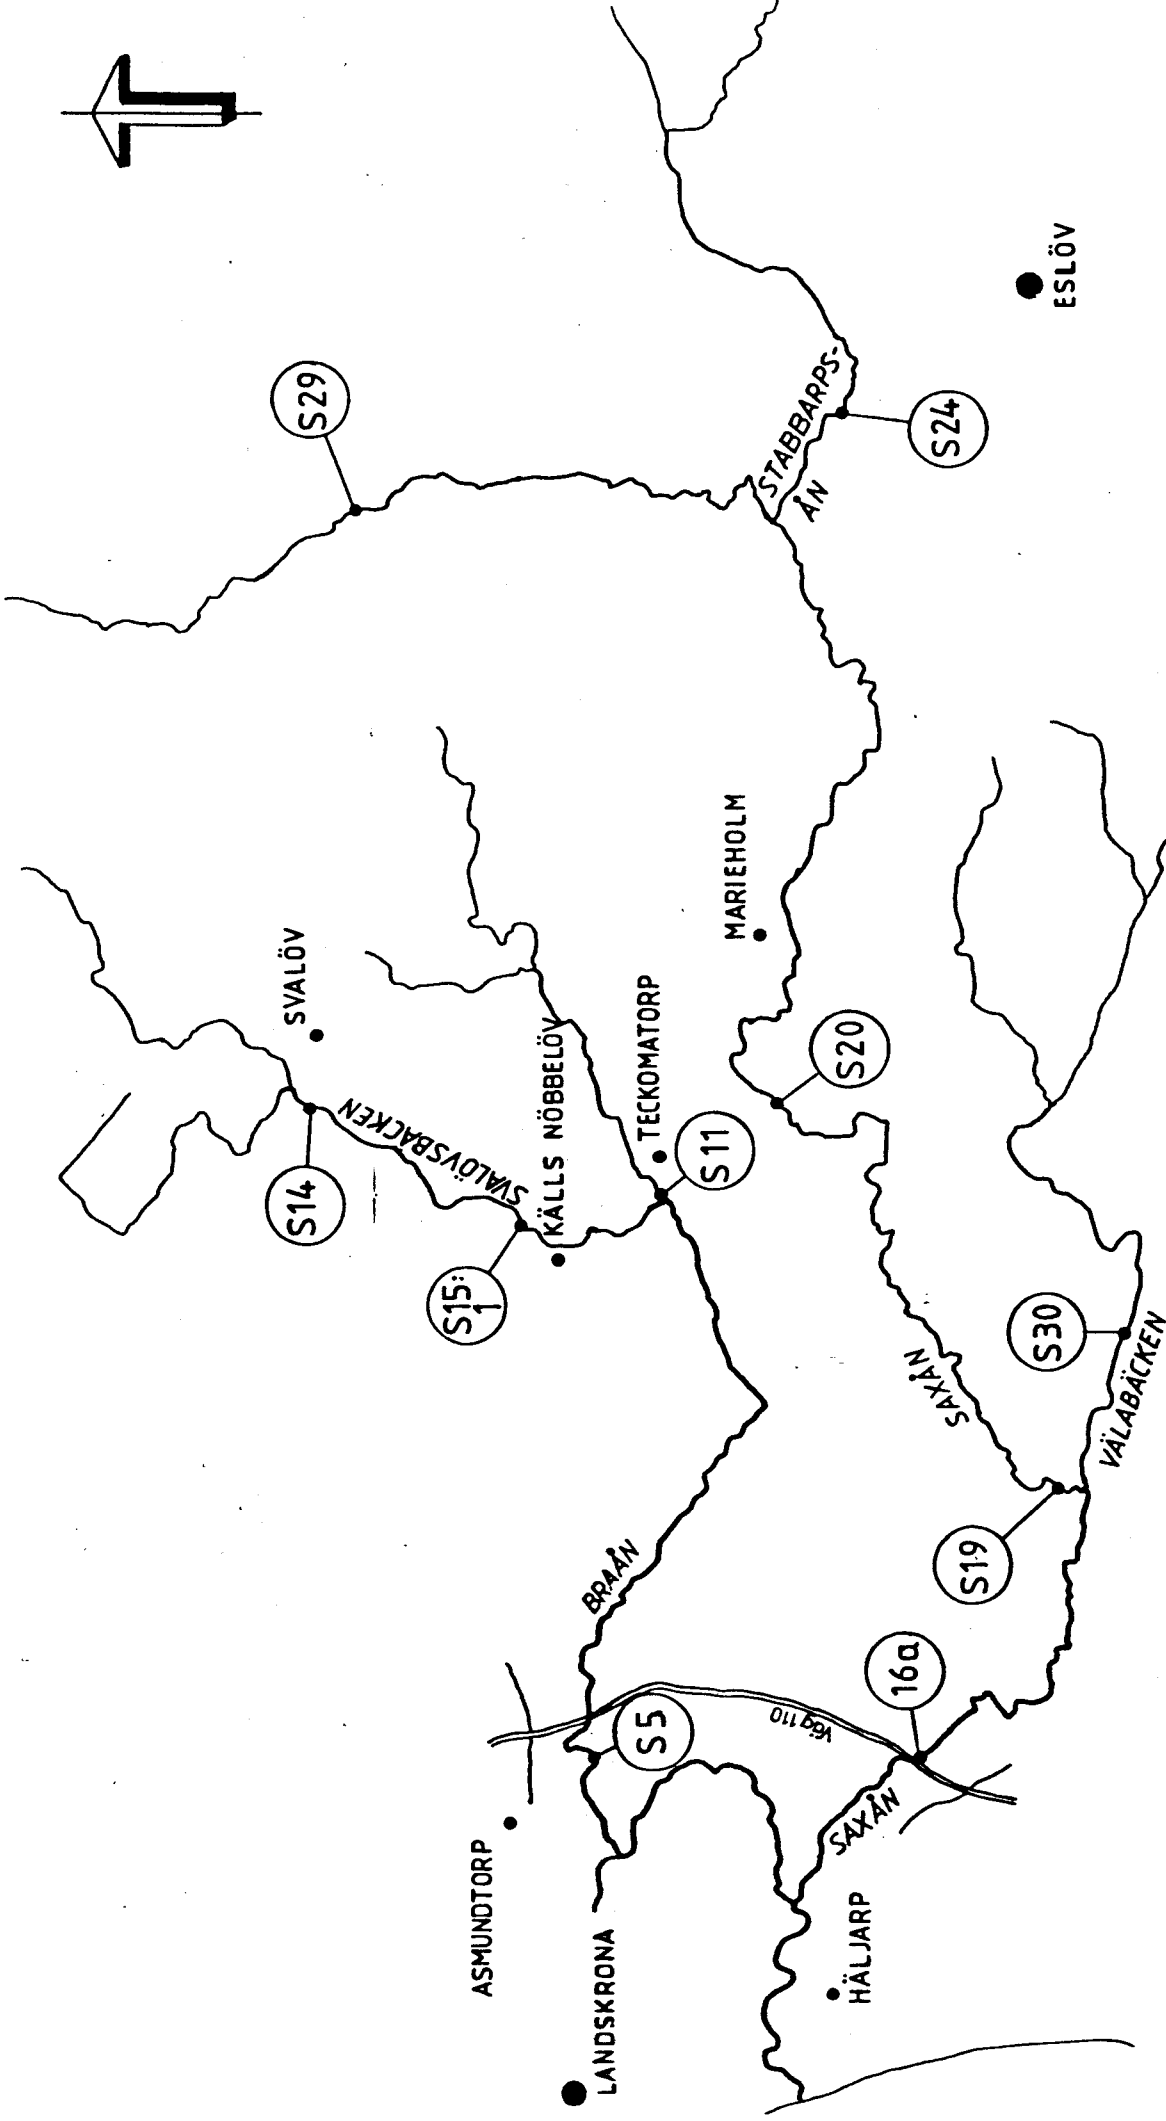 S29
ESLÖV
STABBARPS-
ÅN
S24
SVALÖV
S14
SVALÖVSBÄCKEN
S15:
1
KÄLLS NÖBBELÖV
TECKOMATORP
S11
MARIEHOLM
S20
SAXÅN
S30
VÄLABÄCKEN
S19
BRAÅN
16a
S5
Väg 110
SAXÅN
ASMUNDTORP
LANDSKRONA
HÄLJARP